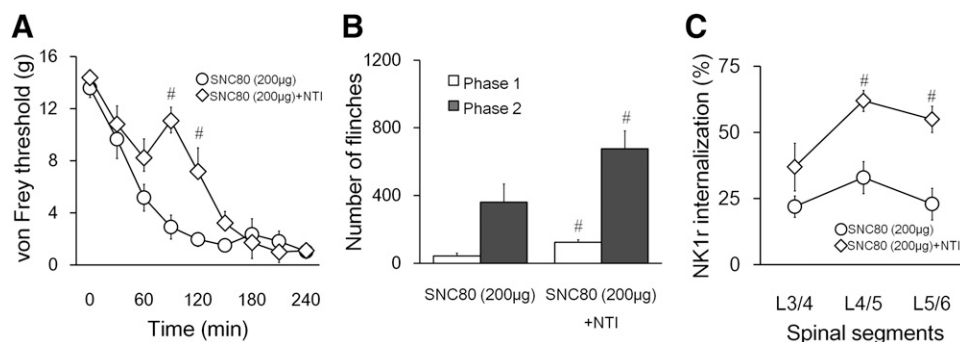 A
von Frey threshold (g)
16
12
8
4
0
SNC80 (200μg)
SNC80 (200μg)+NTI
#
#
0
60
120
180
240
Time (min)
B
Number of flinches
1200
800
400
0
Phase 1
Phase 2
#
#
SNC80 (200μg)
SNC80 (200μg)
+NTI
C
NK1r internalization (%)
75
50
25
0
#
#
SNC80 (200μg)
SNC80 (200μg)+NTI
L3/4
L4/5
L5/6
Spinal segments